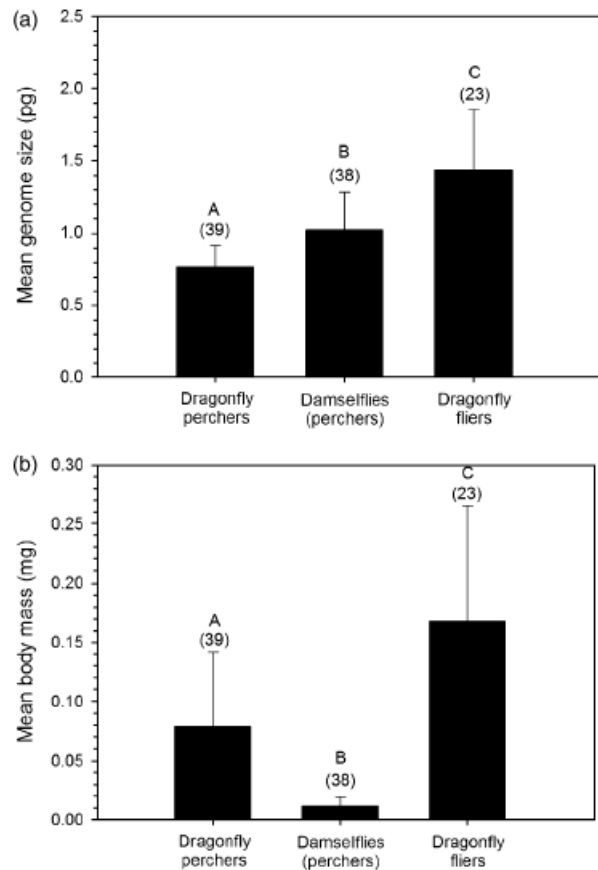 (a)
2.5
2.0
1.5
1.0
0.5
0.0
Mean genome size (pg)
A
(39)
B
(38)
C
(23)
Dragonfly
perchers
Damselflies
(perchers)
Dragonfly
fliers
(b)
0.30
0.25
0.20
0.15
0.10
0.05
0.00
Mean body mass (mg)
A
(39)
B
(38)
C
(23)
Dragonfly
perchers
Damselflies
(perchers)
Dragonfly
fliers